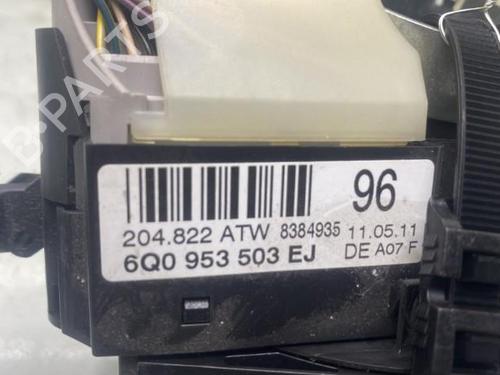 B-PARTS
96
204.822 ATW 8384935 11.05.11
6Q0 953 503 EJ DE A07 F